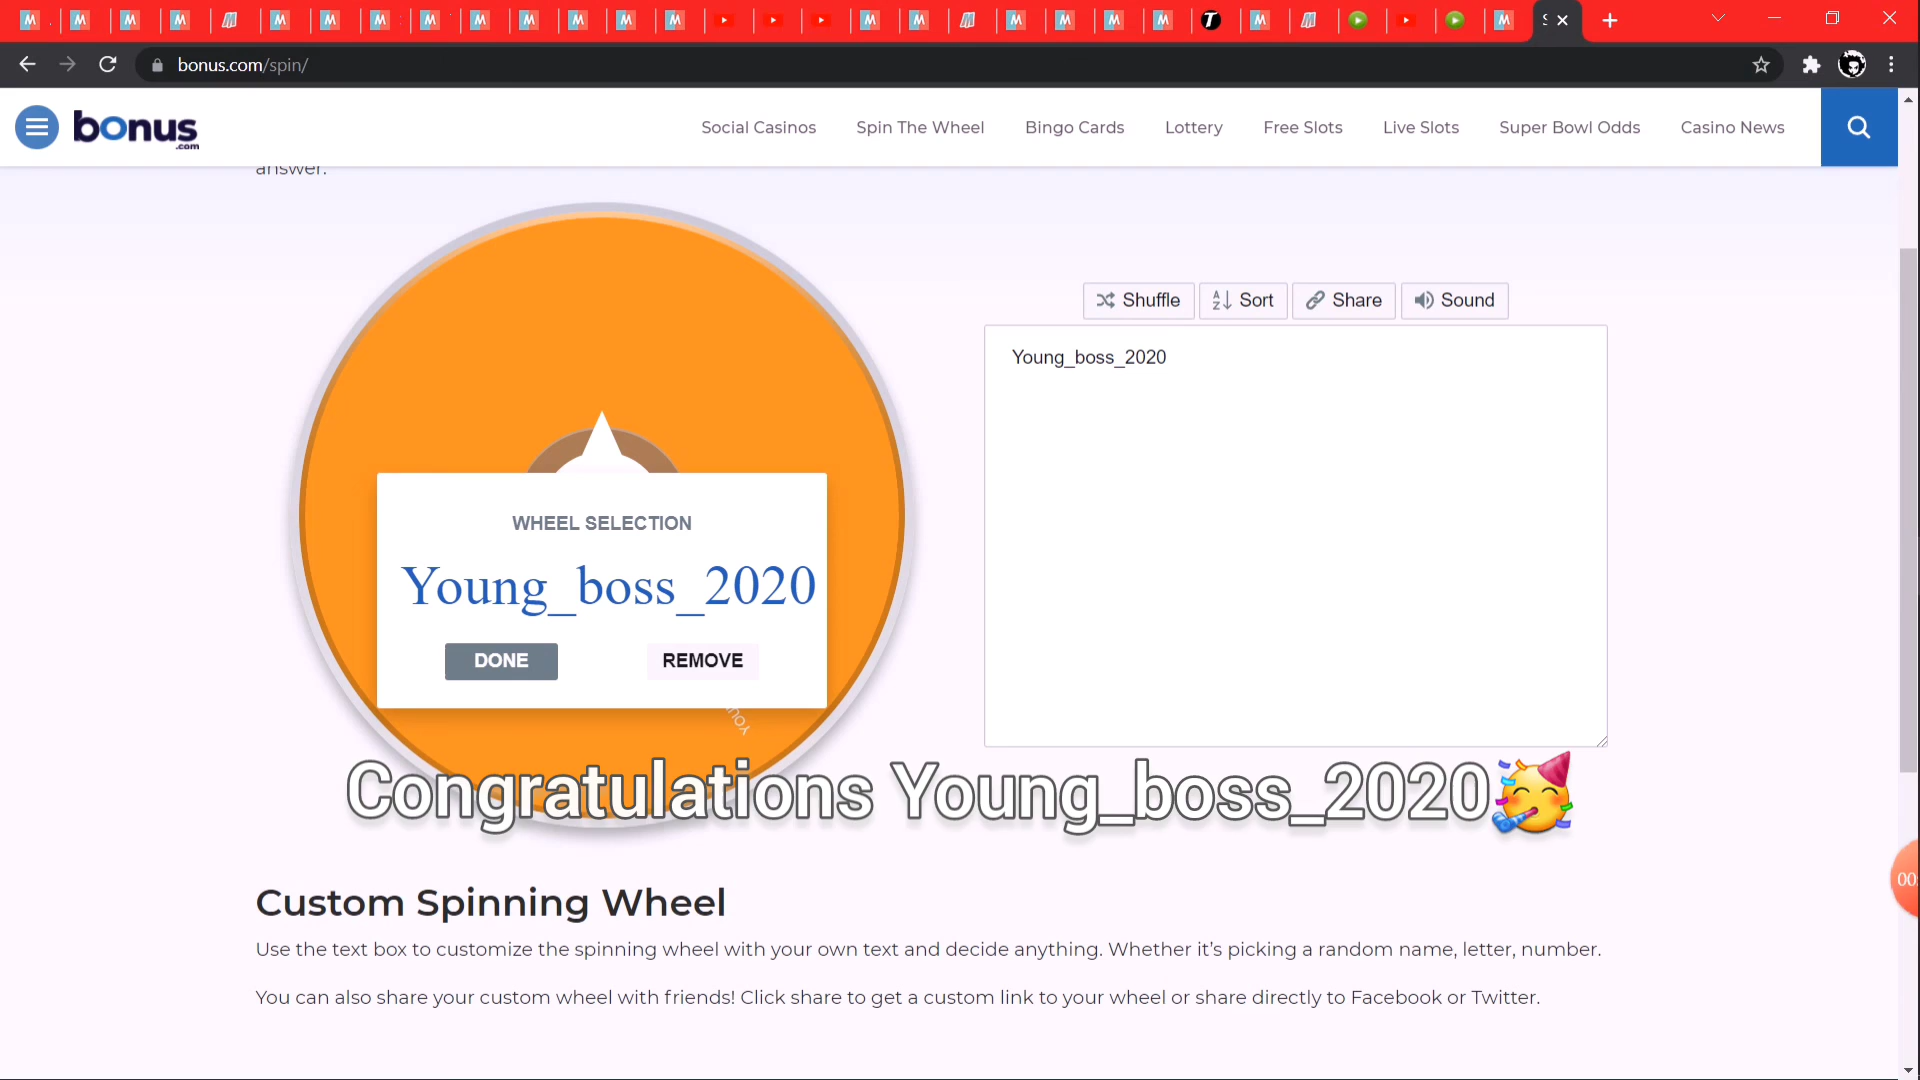 bonus.com/spin/
bonus
.com
Social Casinos
Spin The Wheel
Bingo Cards
Lottery
Free Slots
Live Slots
Super Bowl Odds
Casino News
answer.
Shuffle
Sort
Share
Sound
Young_boss_2020
WHEEL SELECTION
Young_boss_2020
DONE
REMOVE
You
Congratulations Young_boss_2020🥳
00
Custom Spinning Wheel
Use the text box to customize the spinning wheel with your own text and decide anything. Whether it’s picking a random name, letter, number.
You can also share your custom wheel with friends! Click share to get a custom link to your wheel or share directly to Facebook or Twitter.